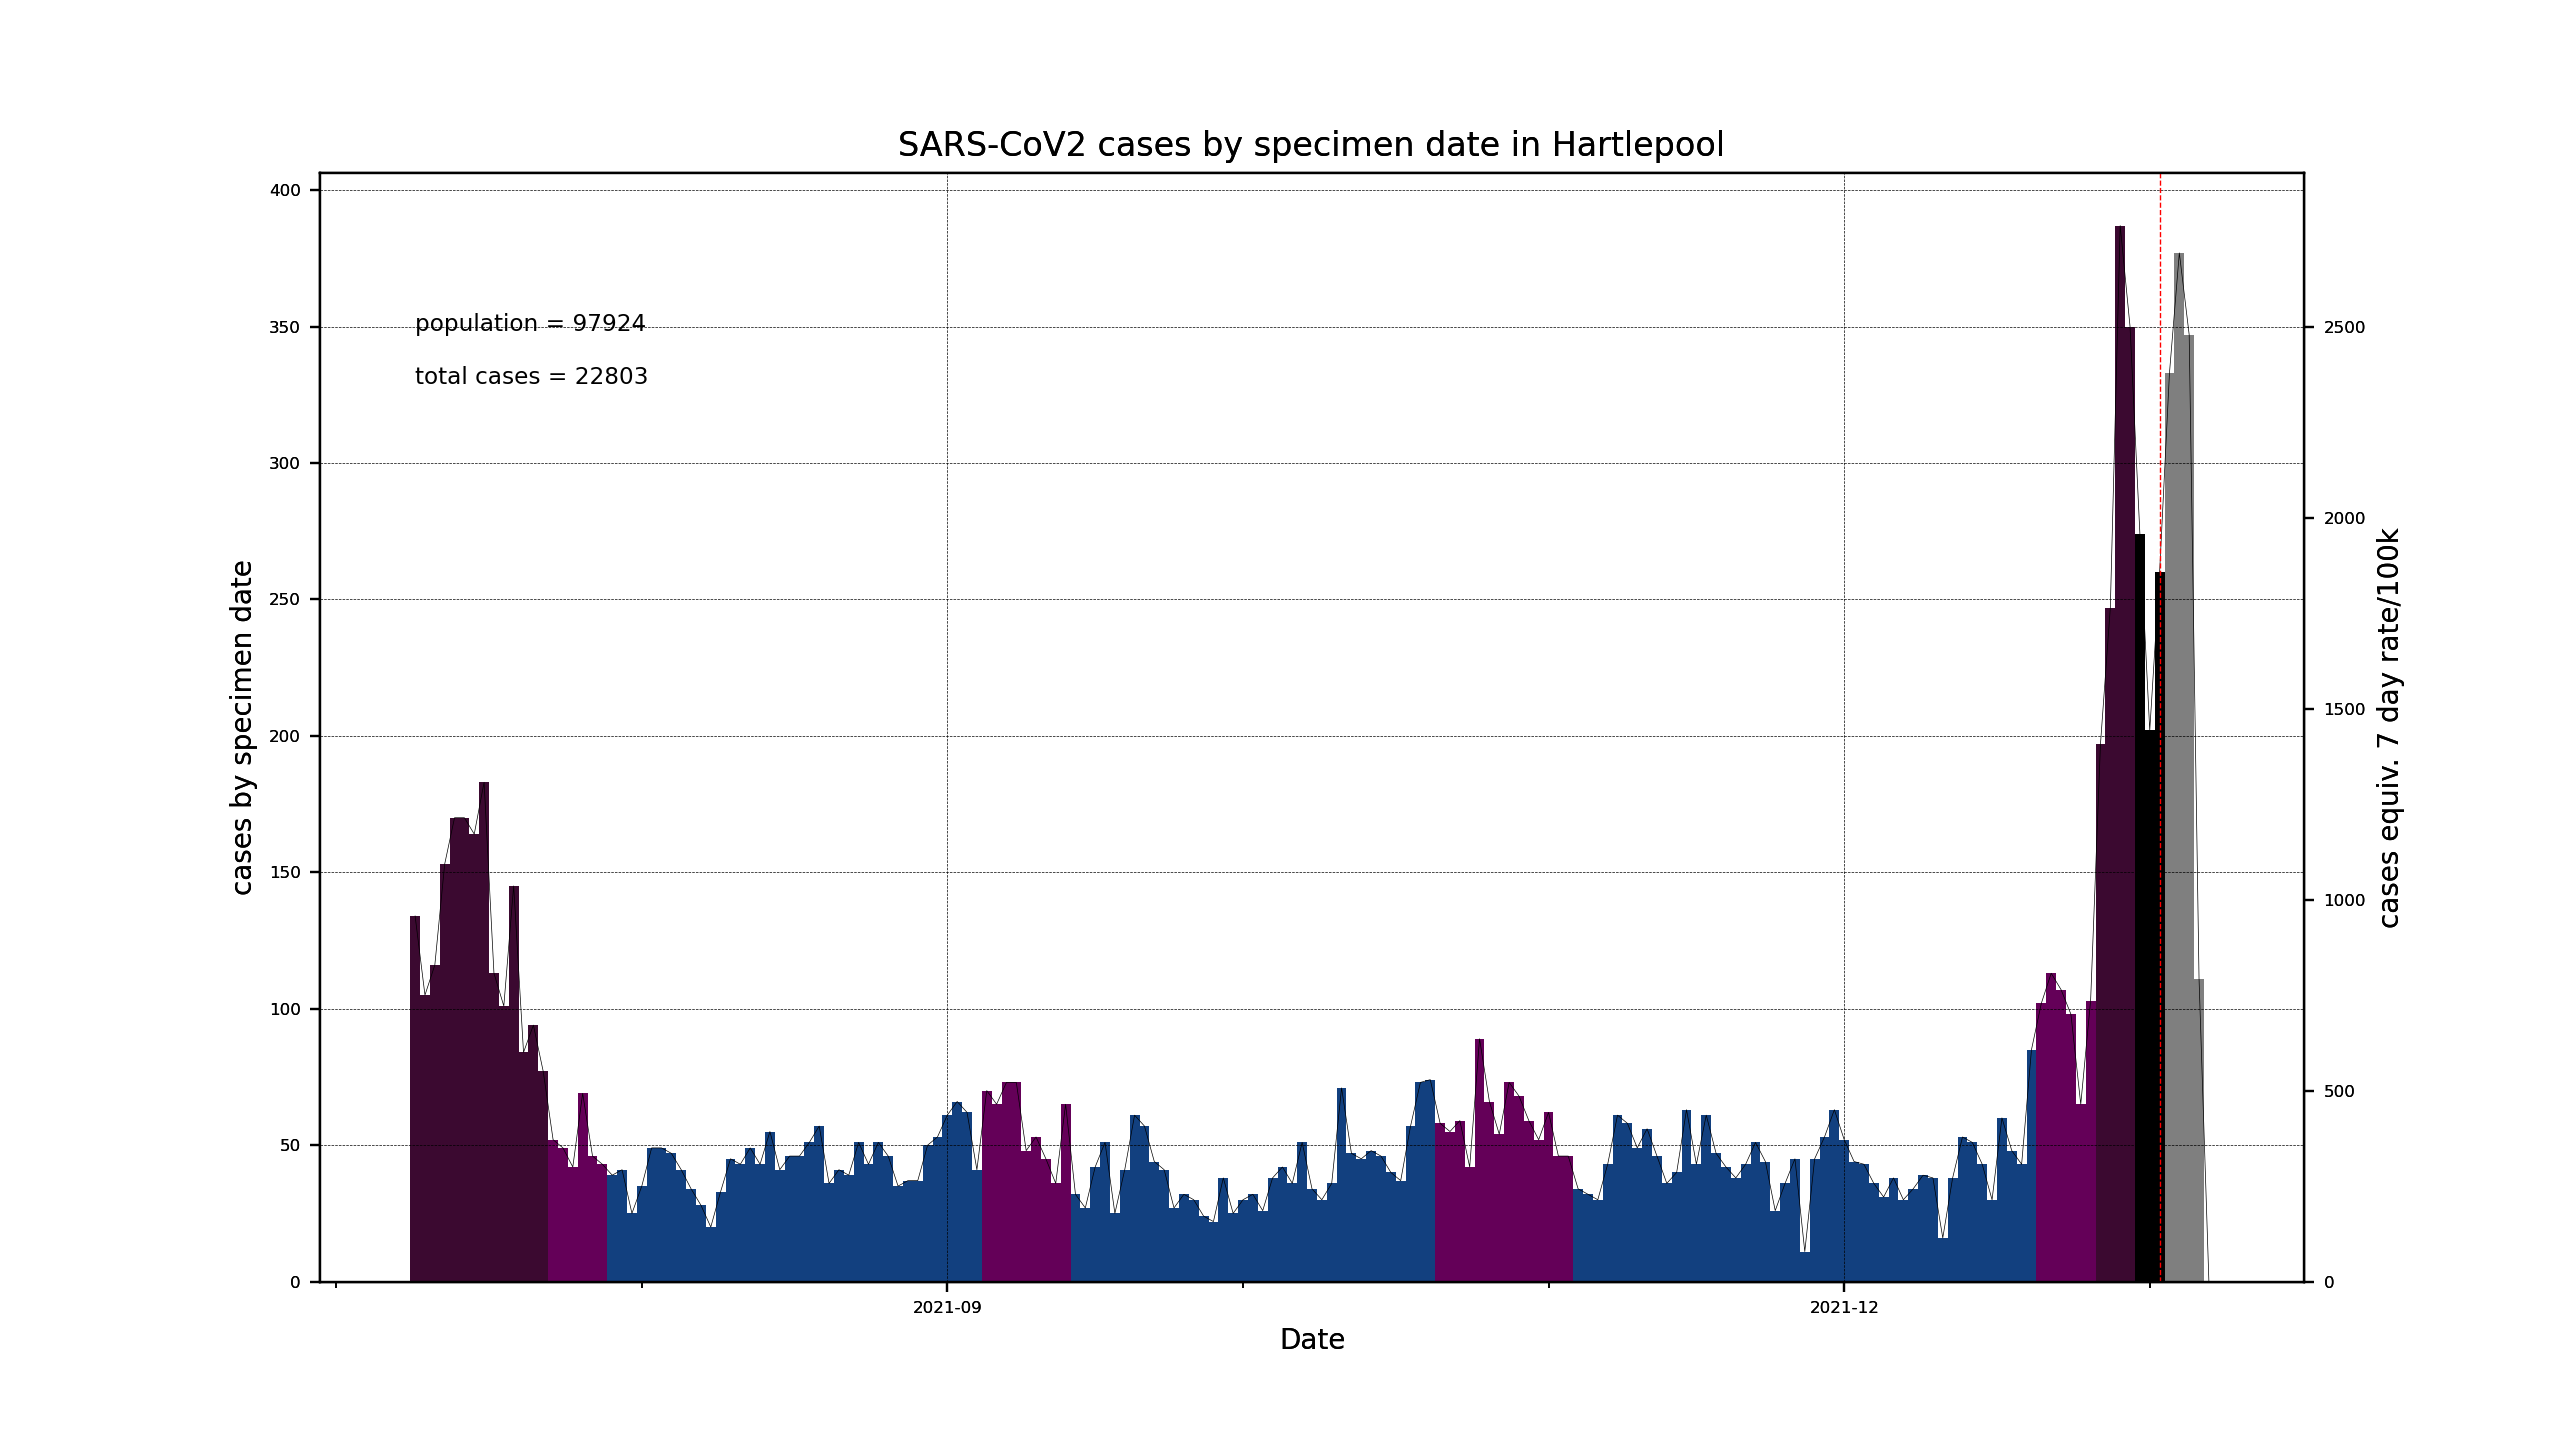 SARS-CoV2 cases by specimen date in Hartlepool
population = 97924
total cases = 22803
cases by specimen date
400
350
300
250
200
150
100
50
0
2500
2000
1500
1000
500
0
cases equiv. 7 day rate/100k
2021-09
2021-12
Date